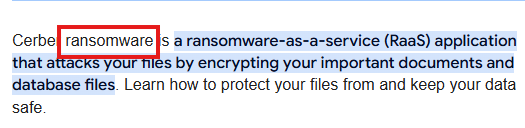 Cerber ransomware is a ransomware-as-a-service (RaaS) application
that attacks your files by encrypting your important documents and
database files. Learn how to protect your files from and keep your data
safe.